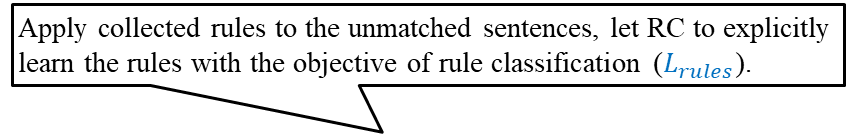 Apply collected rules to the unmatched sentences, let RC to explicitly
learn the rules with the objective of rule classification (L_rules).